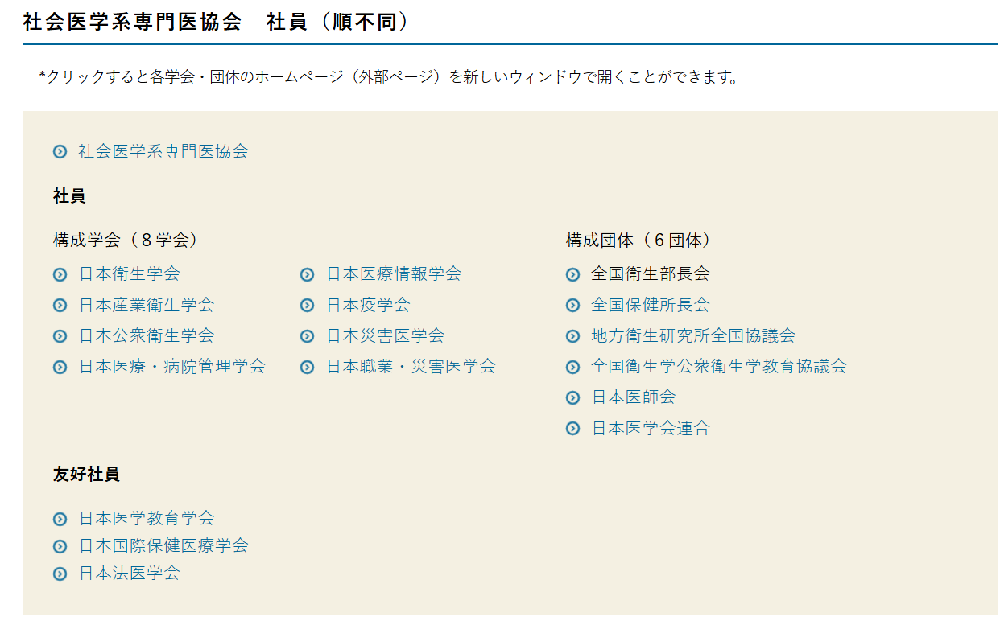 社会医学系専門医協会　社員（順不同）
*クリックすると各学会・団体のホームページ（外部ページ）を新しいウィンドウで開くことができます。
社会医学系専門医協会
社員
構成学会（８学会）
日本衛生学会
日本産業衛生学会
日本公衆衛生学会
日本医療・病院管理学会
日本医療情報学会
日本疫学会
日本災害医学会
日本職業・災害医学会
構成団体（６団体）
全国衛生部長会
全国保健所長会
地方衛生研究所全国協議会
全国衛生学公衆衛生学教育協議会
日本医師会
日本医学会連合
友好社員
日本医学教育学会
日本国際保健医療学会
日本法医学会